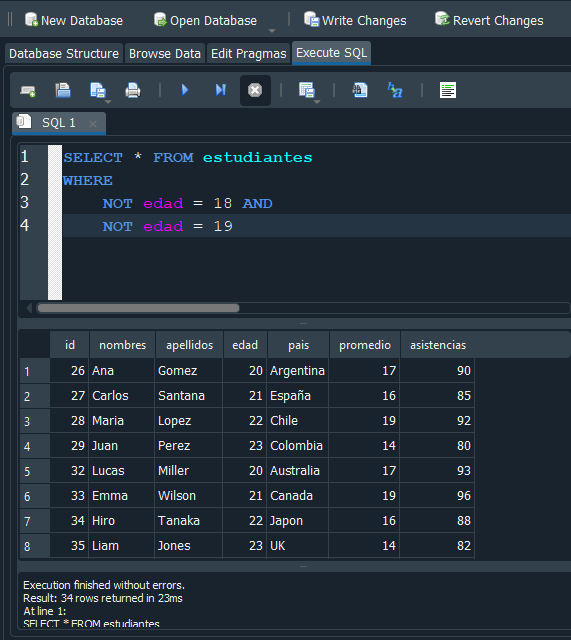 New Database Open Database Write Changes Revert Changes
Database Structure Browse Data Edit Pragmas Execute SQL
SQL 1
1 SELECT * FROM estudiantes
2 WHERE
3 NOT edad = 18 AND
4 NOT edad = 19
id nombres apellidos edad pais promedio asistencias
1 26 Ana Gomez 20 Argentina 17 90
2 27 Carlos Santana 21 España 16 85
3 28 Maria Lopez 22 Chile 19 92
4 29 Juan Perez 23 Colombia 14 80
5 32 Lucas Miller 20 Australia 17 93
6 33 Emma Wilson 21 Canada 19 96
7 34 Hiro Tanaka 22 Japon 16 88
8 35 Liam Jones 23 UK 14 82
Execution finished without errors.
Result: 34 rows returned in 23ms
At line 1:
SELECT * FROM estudiantes